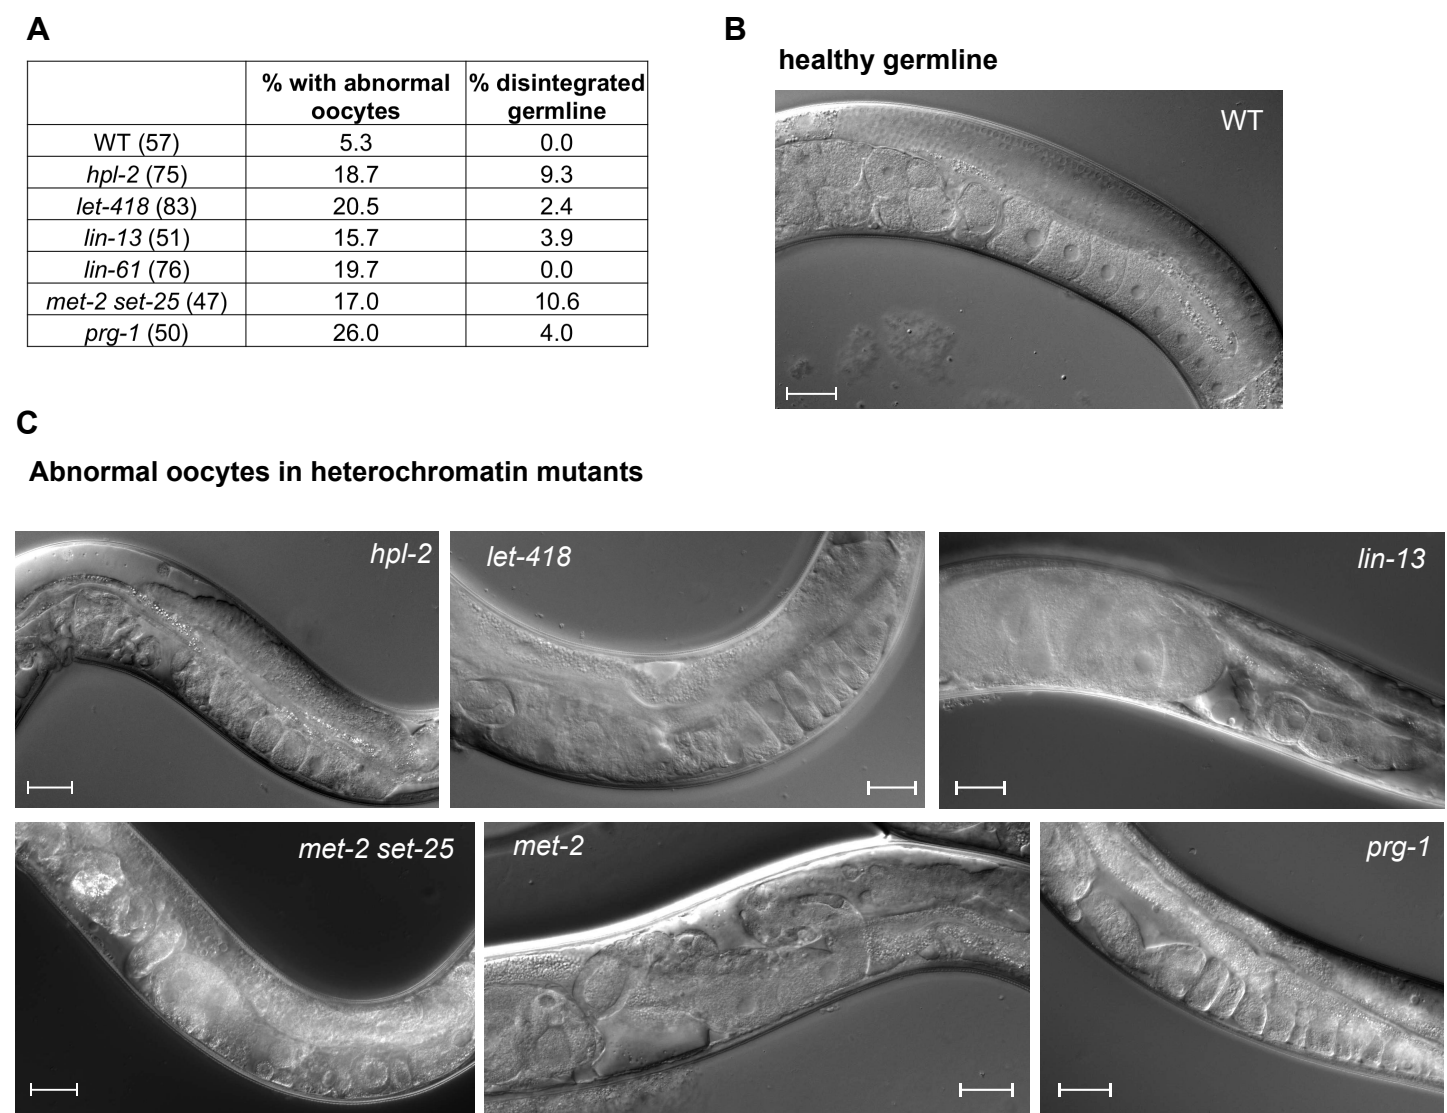 A
% with abnormal oocytes | % disintegrated germline
WT (57) | 5.3 | 0.0
hpl-2 (75) | 18.7 | 9.3
let-418 (83) | 20.5 | 2.4
lin-13 (51) | 15.7 | 3.9
lin-61 (76) | 19.7 | 0.0
met-2 set-25 (47) | 17.0 | 10.6
prg-1 (50) | 26.0 | 4.0
B
healthy germline
WT
C
Abnormal oocytes in heterochromatin mutants
hpl-2
let-418
lin-13
met-2 set-25
met-2
prg-1